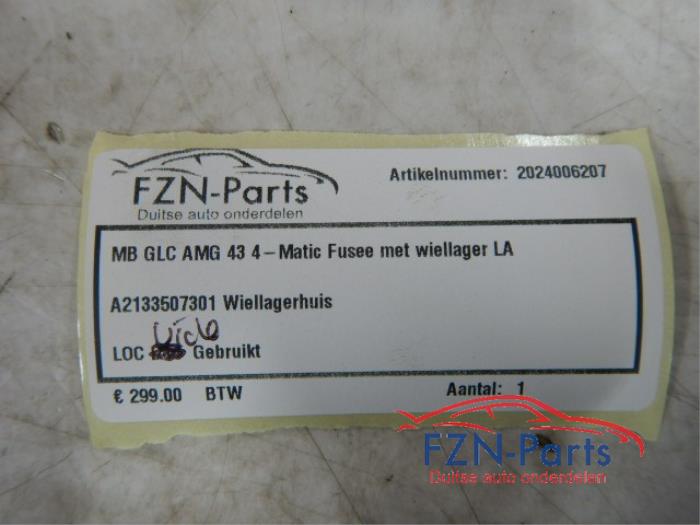 FZN-Parts
Duitse auto onderdelen
Artikelnummer: 2024006207
MB GLC AMG 43 4-Matic Fusee met wiellager LA
A2133507301 Wiellagerhuis
LOC Gebruikt
€ 299.00 BTW
Aantal: 1
FZN-Parts
Duitse auto onderdelen